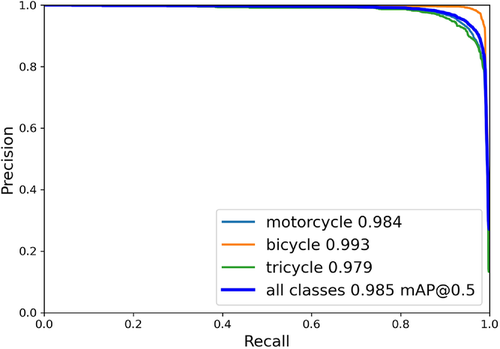 1.0
0.8
0.6
0.4
0.2
0.0
Precision
motorcycle 0.984
bicycle 0.993
tricycle 0.979
all classes 0.985 mAP@0.5
0.0 0.2 0.4 0.6 0.8 1.0
Recall